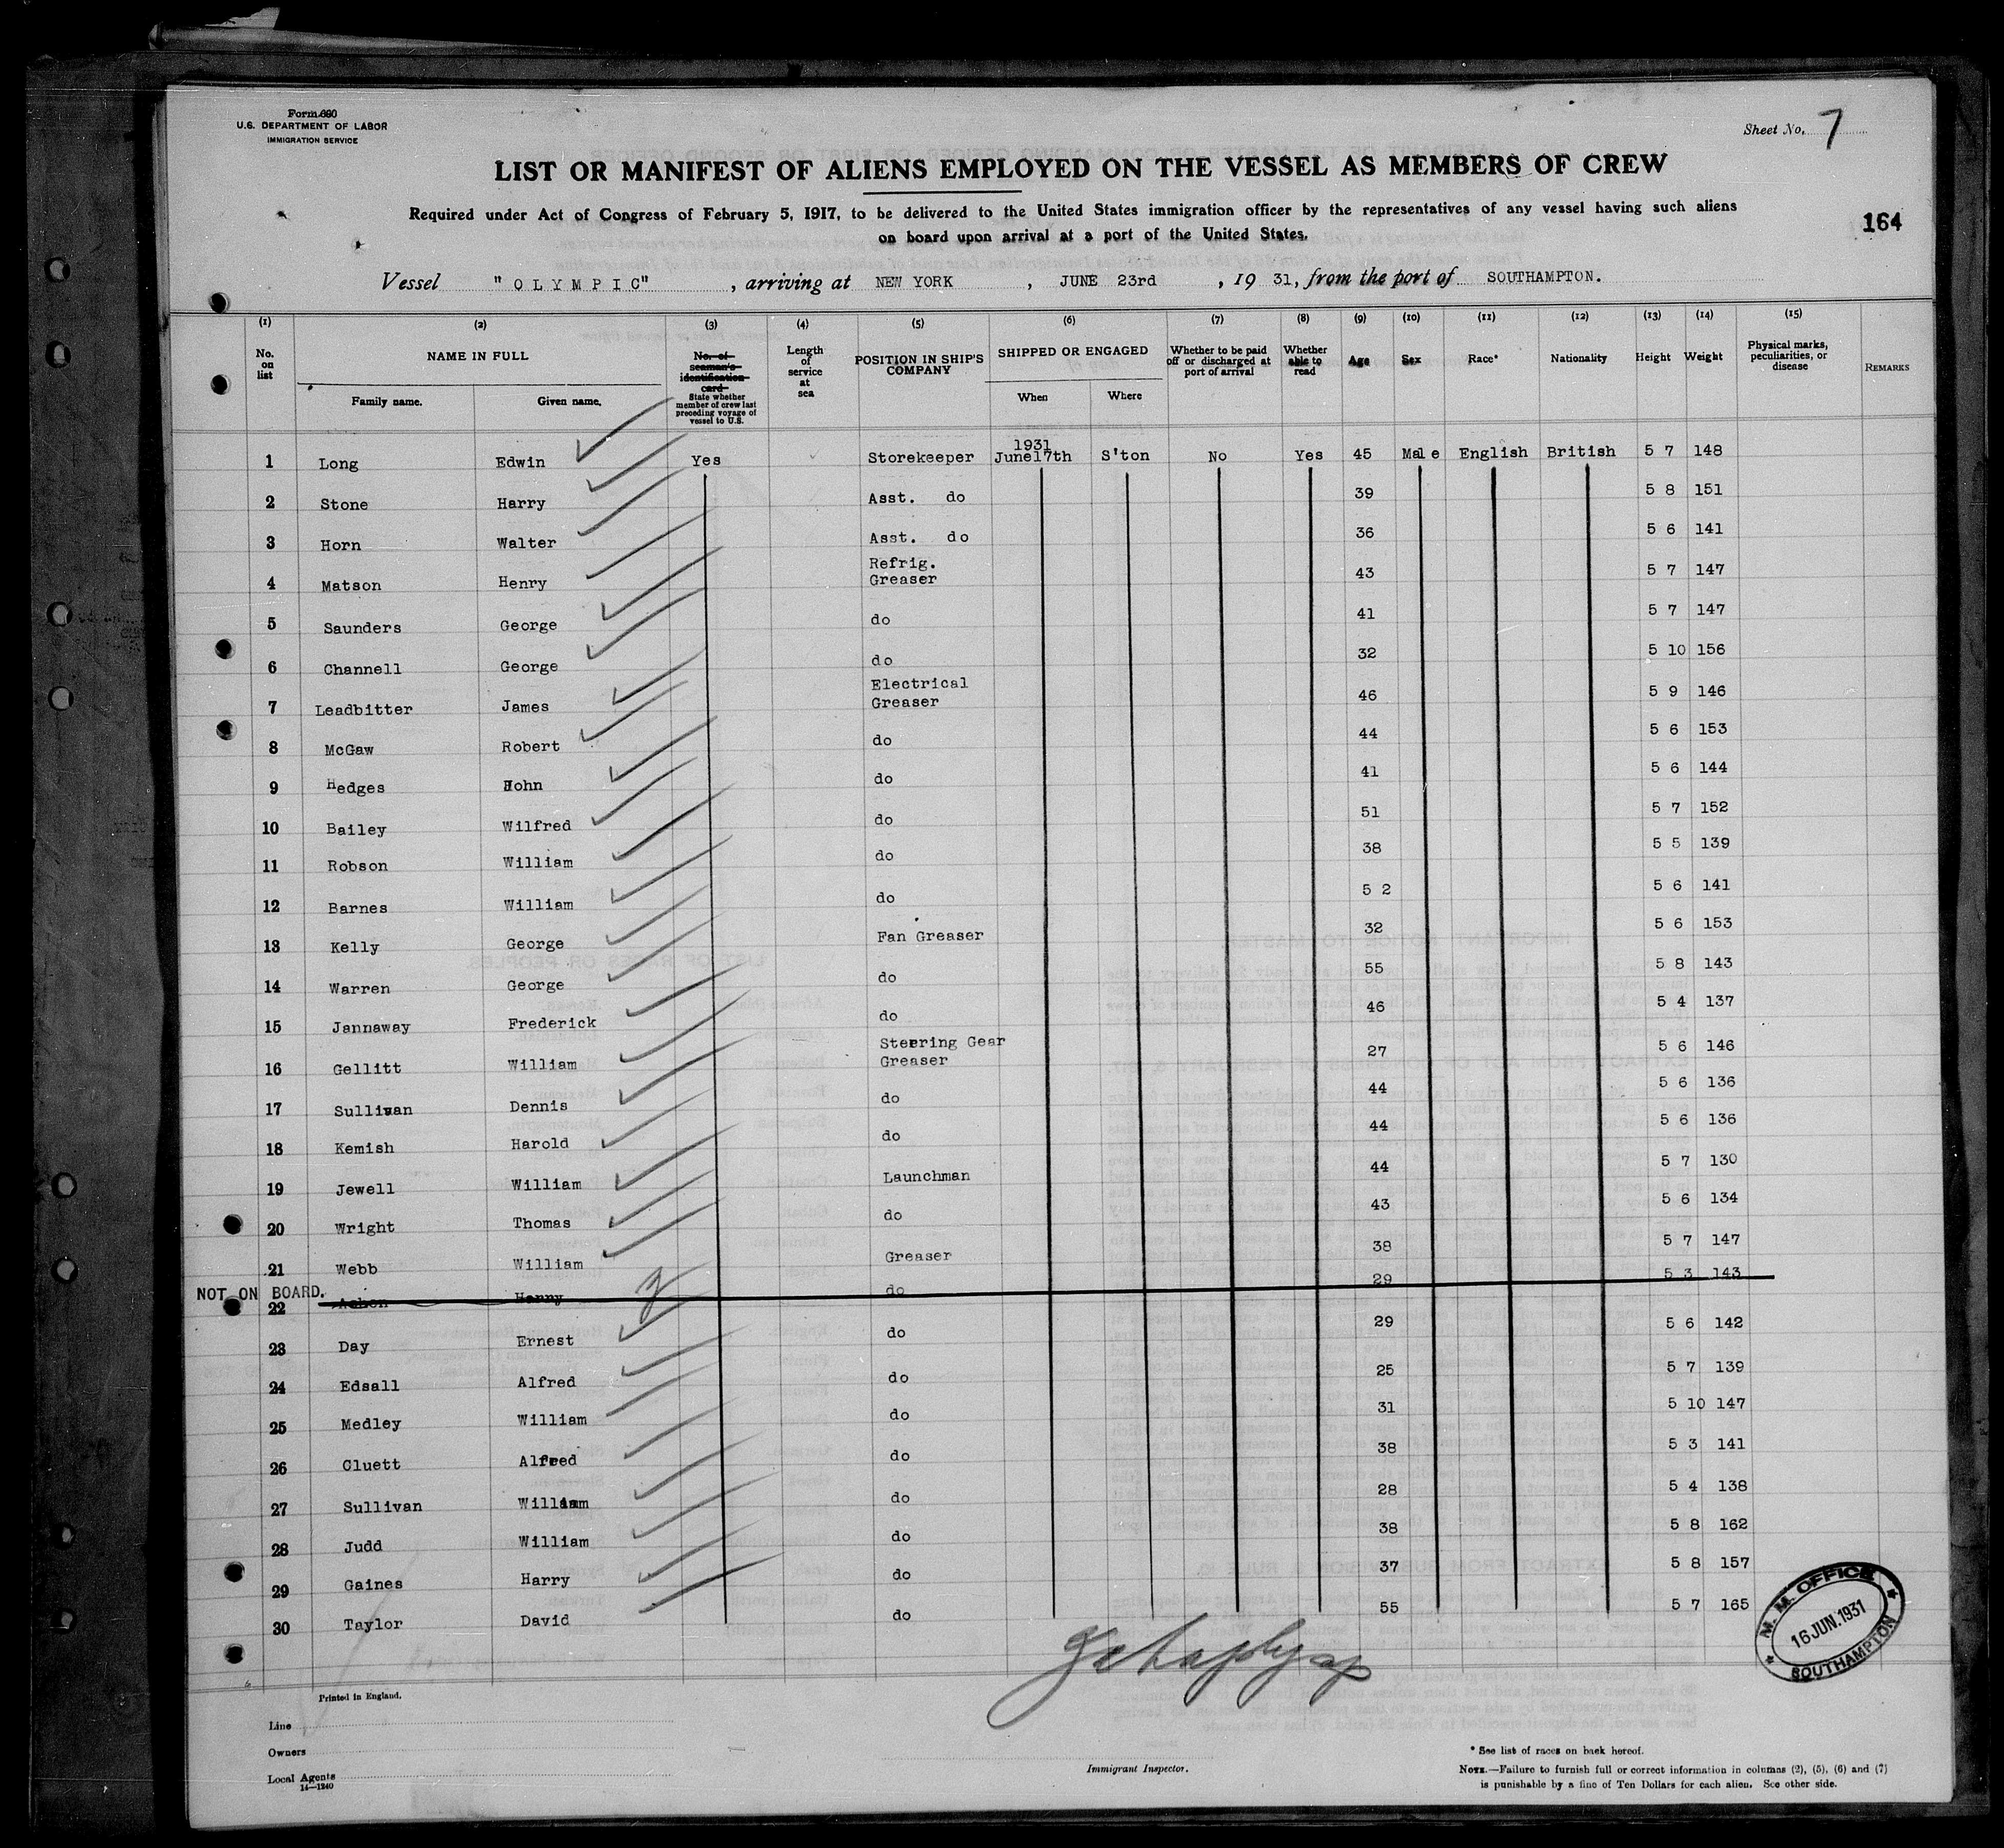 Form 680
U.S. DEPARTMENT OF LABOR
IMMIGRATION SERVICE
Sheet No. 7
LIST OR MANIFEST OF ALIENS EMPLOYED ON THE VESSEL AS MEMBERS OF CREW
Required under Act of Congress of February 5, 1917, to be delivered to the United States immigration officer by the representatives of any vessel having such aliens
on board upon arrival at a port of the United States.
164
Vessel "OLYMPIC", arriving at NEW YORK, JUNE 23rd, 19 31, from the port of SOUTHAMPTON.
(1) (2) (3) (4) (5) (6) (7) (8) (9) (10) (11) (12) (13) (14) (15)
No. on list NAME IN FULL Family name. Given name. No. of seaman's identification card State whether member of crew last preceding voyage of vessel to U.S. Length of service at sea POSITION IN SHIP'S COMPANY SHIPPED OR ENGAGED When Where Whether to be paid off or discharged at port of arrival Whether able to read Age Sex Race* Nationality Height Weight Physical marks, peculiarities, or disease REMARKS
1 Long Edwin Yes Storekeeper 1931 June17th S'ton No Yes 45 Male English British 5 7 148
2 Stone Harry Asst. do 39 5 8 151
3 Horn Walter Asst. do 36 5 6 141
4 Matson Henry Refrig. Greaser 43 5 7 147
5 Saunders George do 41 5 7 147
6 Channell George do 32 5 10 156
7 Leadbitter James Electrical Greaser 46 5 9 146
8 McGaw Robert do 44 5 6 153
9 Hedges John do 41 5 6 144
10 Bailey Wilfred do 51 5 7 152
11 Robson William do 38 5 5 139
12 Barnes William do 5 2 5 6 141
13 Kelly George Fan Greaser 32 5 6 153
14 Warren George do 55 5 8 143
15 Jannaway Frederick do 46 5 4 137
16 Gellitt William Steering Gear Greaser 27 5 6 146
17 Sullivan Dennis do 44 5 6 136
18 Kemish Harold do 44 5 6 136
19 Jewell William Launchman 44 5 7 130
20 Wright Thomas do 43 5 6 134
21 Webb William Greaser 38 5 7 147
NOT ON BOARD.
22 Harry do 29 5 3 143
23 Day Ernest do 29 5 6 142
24 Edsall Alfred do 25 5 7 139
25 Medley William do 31 5 10 147
26 Cluett Alfred do 38 5 3 141
27 Sullivan William do 28 5 4 138
28 Judd William do 38 5 8 162
29 Gaines Harry do 37 5 8 157
30 Taylor David do 55 5 7 165
M. M. OFFICE
16 JUN. 1931
SOUTHAMPTON
Printed in England.
Line
Owners
Local Agents
14—1240
Immigrant Inspector.
* See list of races on back hereof.
NOTE.—Failure to furnish full or correct information in columns (2), (5), (6) and (7)
is punishable by a fine of Ten Dollars for each alien. See other side.